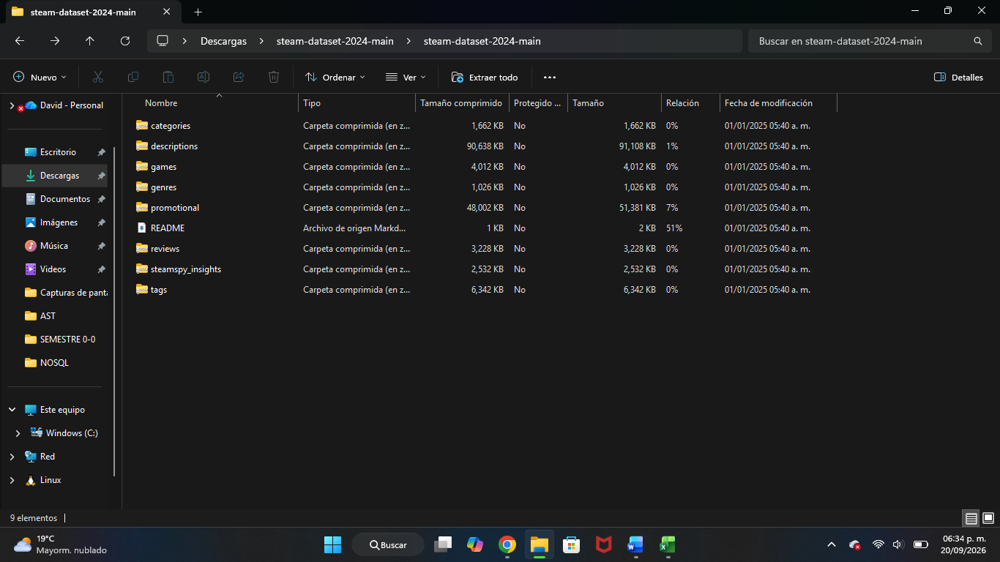 steam-dataset-2024-main
Descargas > steam-dataset-2024-main > steam-dataset-2024-main
Buscar en steam-dataset-2024-main
Nuevo
Ordenar
Ver
Extraer todo
Detalles
David - Personal
Escritorio
Descargas
Documentos
Imágenes
Música
Videos
Capturas de panta
AST
SEMESTRE 0-0
NOSQL
Este equipo
Windows (C:)
Red
Linux
Nombre Tipo Tamaño comprimido Protegido ... Tamaño Relación Fecha de modificación
categories Carpeta comprimida (en z... 1,662 KB No 1,662 KB 0% 01/01/2025 05:40 a. m.
descriptions Carpeta comprimida (en z... 90,638 KB No 91,108 KB 1% 01/01/2025 05:40 a. m.
games Carpeta comprimida (en z... 4,012 KB No 4,012 KB 0% 01/01/2025 05:40 a. m.
genres Carpeta comprimida (en z... 1,026 KB No 1,026 KB 0% 01/01/2025 05:40 a. m.
promotional Carpeta comprimida (en z... 48,002 KB No 51,381 KB 7% 01/01/2025 05:40 a. m.
README Archivo de origen Markd... 1 KB No 2 KB 51% 01/01/2025 05:40 a. m.
reviews Carpeta comprimida (en z... 3,228 KB No 3,228 KB 0% 01/01/2025 05:40 a. m.
steamspy_insights Carpeta comprimida (en z... 2,532 KB No 2,532 KB 0% 01/01/2025 05:40 a. m.
tags Carpeta comprimida (en z... 6,342 KB No 6,342 KB 0% 01/01/2025 05:40 a. m.
9 elementos
19°C
Mayorm. nublado
Buscar
06:34 p. m.
20/09/2026